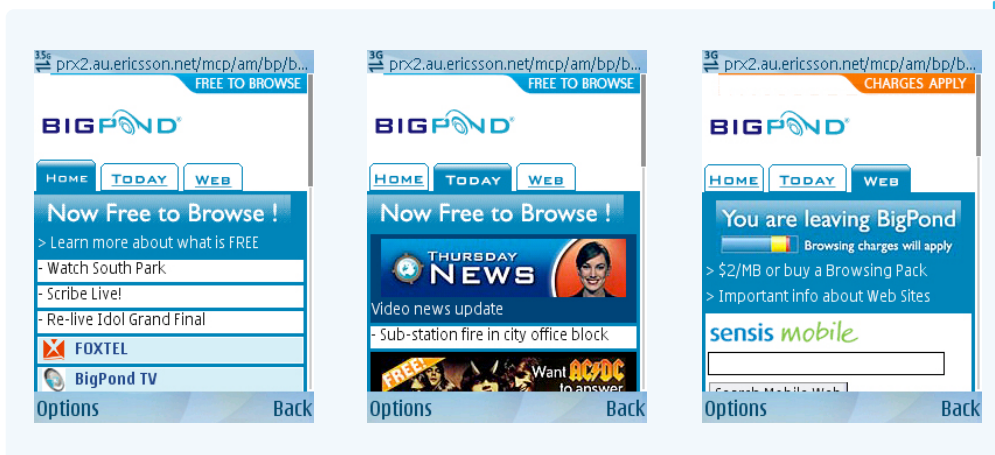 3.5G prx2.au.ericsson.net/mcp/am/bp/b...
FREE TO BROWSE
BIGPOND
HOME TODAY WEB
Now Free to Browse !
> Learn more about what is FREE
- Watch South Park
- Scribe Live!
- Re-live Idol Grand Final
FOXTEL
BigPond TV
Options Back
3G prx2.au.ericsson.net/mcp/am/bp/b...
FREE TO BROWSE
BIGPOND
HOME TODAY WEB
Now Free to Browse !
THURSDAY
NEWS
Video news update
- Sub-station fire in city office block
FREE! Want AC/DC
to answer
Options Back
3G prx2.au.ericsson.net/mcp/am/bp/b...
CHARGES APPLY
BIGPOND
HOME TODAY WEB
You are leaving BigPond
Browsing charges will apply
> $2/MB or buy a Browsing Pack
> Important info about Web Sites
sensis mobile
Search Mobile Web
Options Back